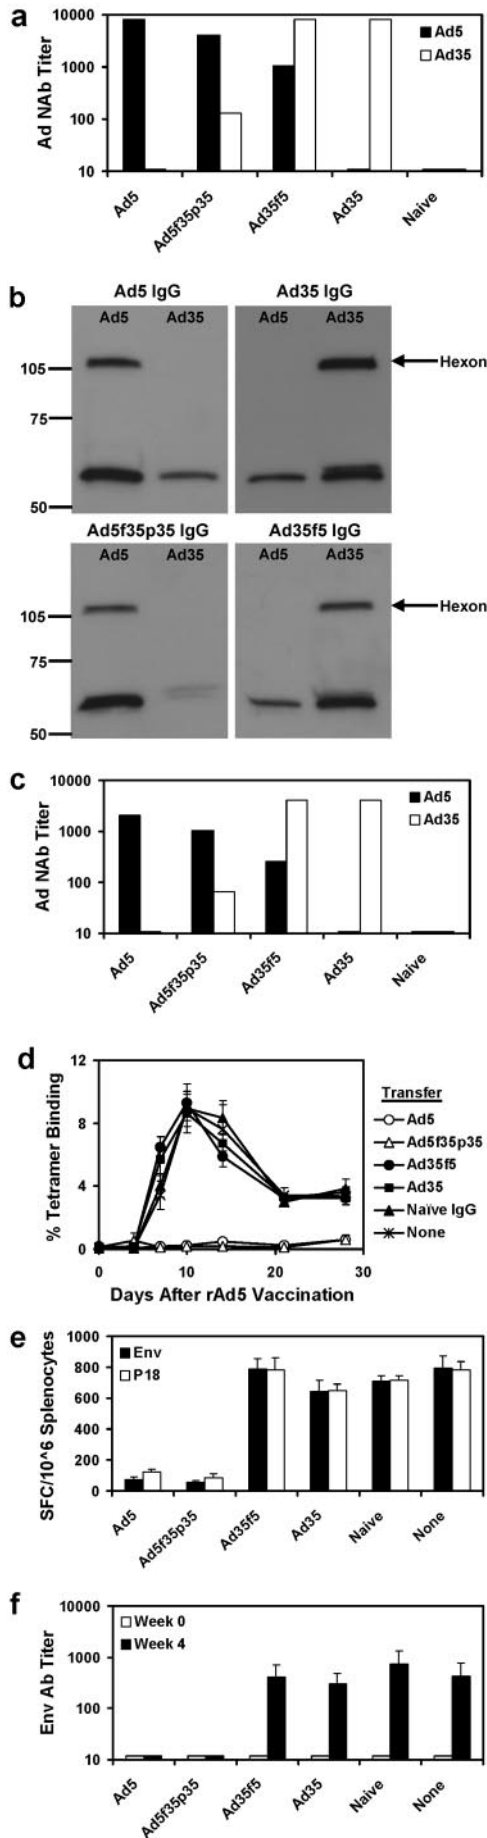 a
10000
1000
100
10
Ad NAb Titer
Ad5
Ad35
Ad5
Ad5f35p35
Ad35f5
Ad35
Naive
b
Ad5 IgG
Ad35 IgG
Ad5 Ad35
Ad5 Ad35
105
75
50
Hexon
Ad5f35p35 IgG
Ad35f5 IgG
Ad5 Ad35
Ad5 Ad35
105
75
50
Hexon
c
10000
1000
100
10
Ad NAb Titer
Ad5
Ad35
Ad5
Ad5f35p35
Ad35f5
Ad35
Naive
d
12
8
4
0
% Tetramer Binding
0 10 20 30
Days After rAd5 Vaccination
Transfer
Ad5
Ad5f35p35
Ad35f5
Ad35
Naïve IgG
None
e
1000
800
600
400
200
0
SFC/10^6 Splenocytes
Env
P18
Ad5
Ad5f35p35
Ad35f5
Ad35
Naive
None
f
10000
1000
100
10
Env Ab Titer
Week 0
Week 4
Ad5
Ad5f35p35
Ad35f5
Ad35
Naive
None